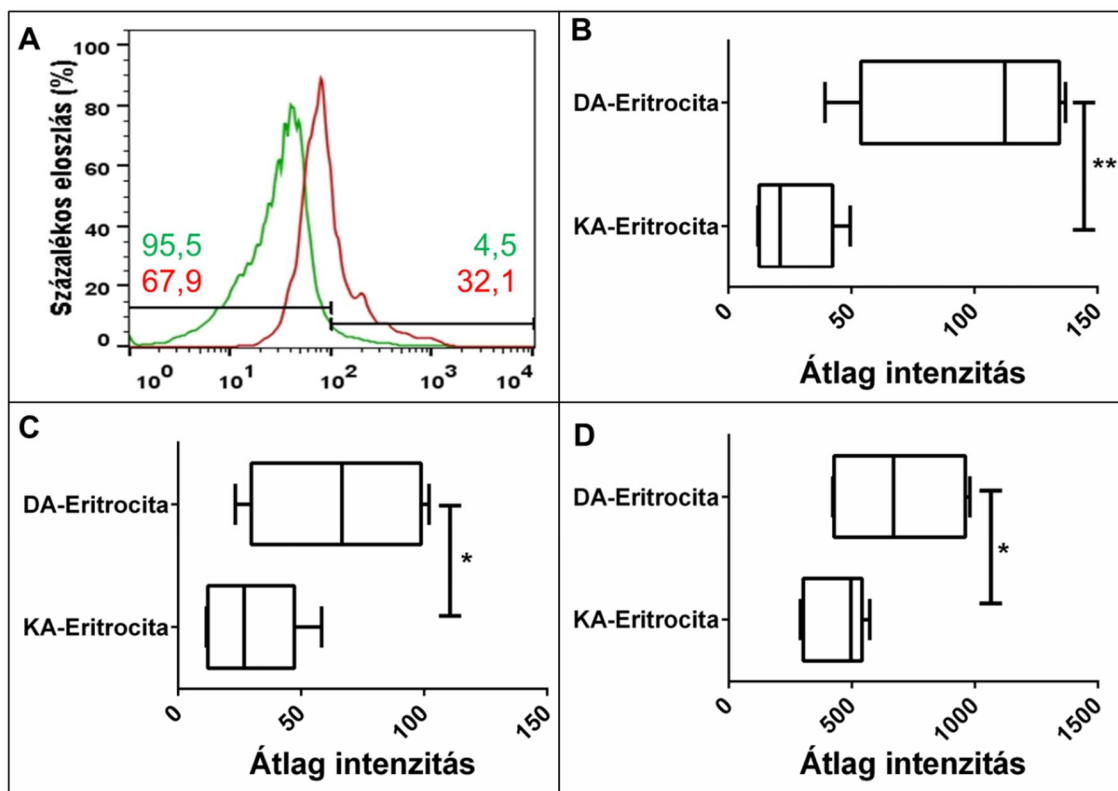 A
Százalékos eloszlás (%)
100
80
60
40
20
0
95,5
67,9
4,5
32,1
10⁰
10¹
10²
10³
10⁴
B
DA-Eritrocita
KA-Eritrocita
**
0
50
100
150
Átlag intenzitás
C
DA-Eritrocita
KA-Eritrocita
*
0
50
100
150
Átlag intenzitás
D
DA-Eritrocita
KA-Eritrocita
*
0
500
1000
1500
Átlag intenzitás